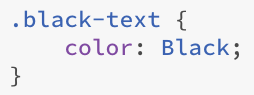 .black-text {
    color: Black;
}